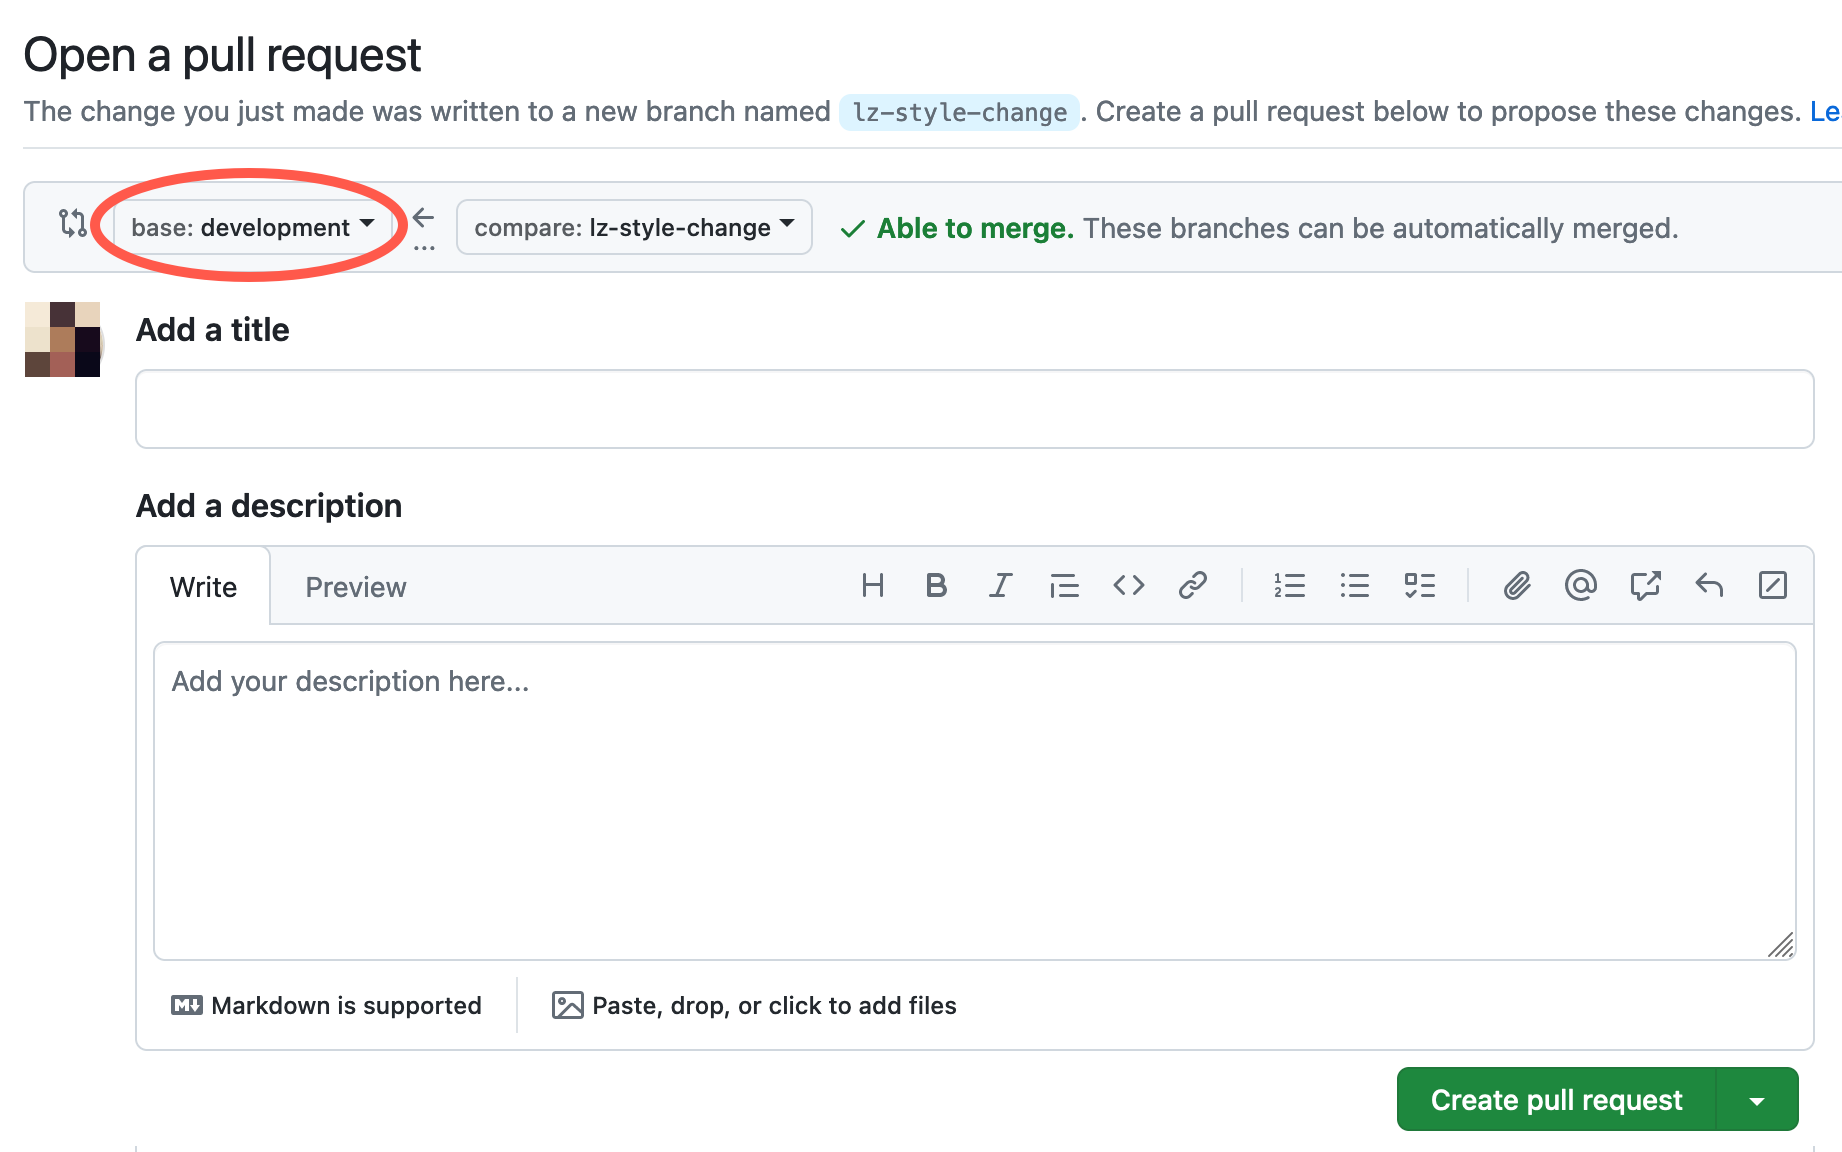 Open a pull request
The change you just made was written to a new branch named lz-style-change. Create a pull request below to propose these changes. Le
base: development compare: lz-style-change Able to merge. These branches can be automatically merged.
Add a title
Add a description
Write Preview
Add your description here...
Markdown is supported Paste, drop, or click to add files
Create pull request